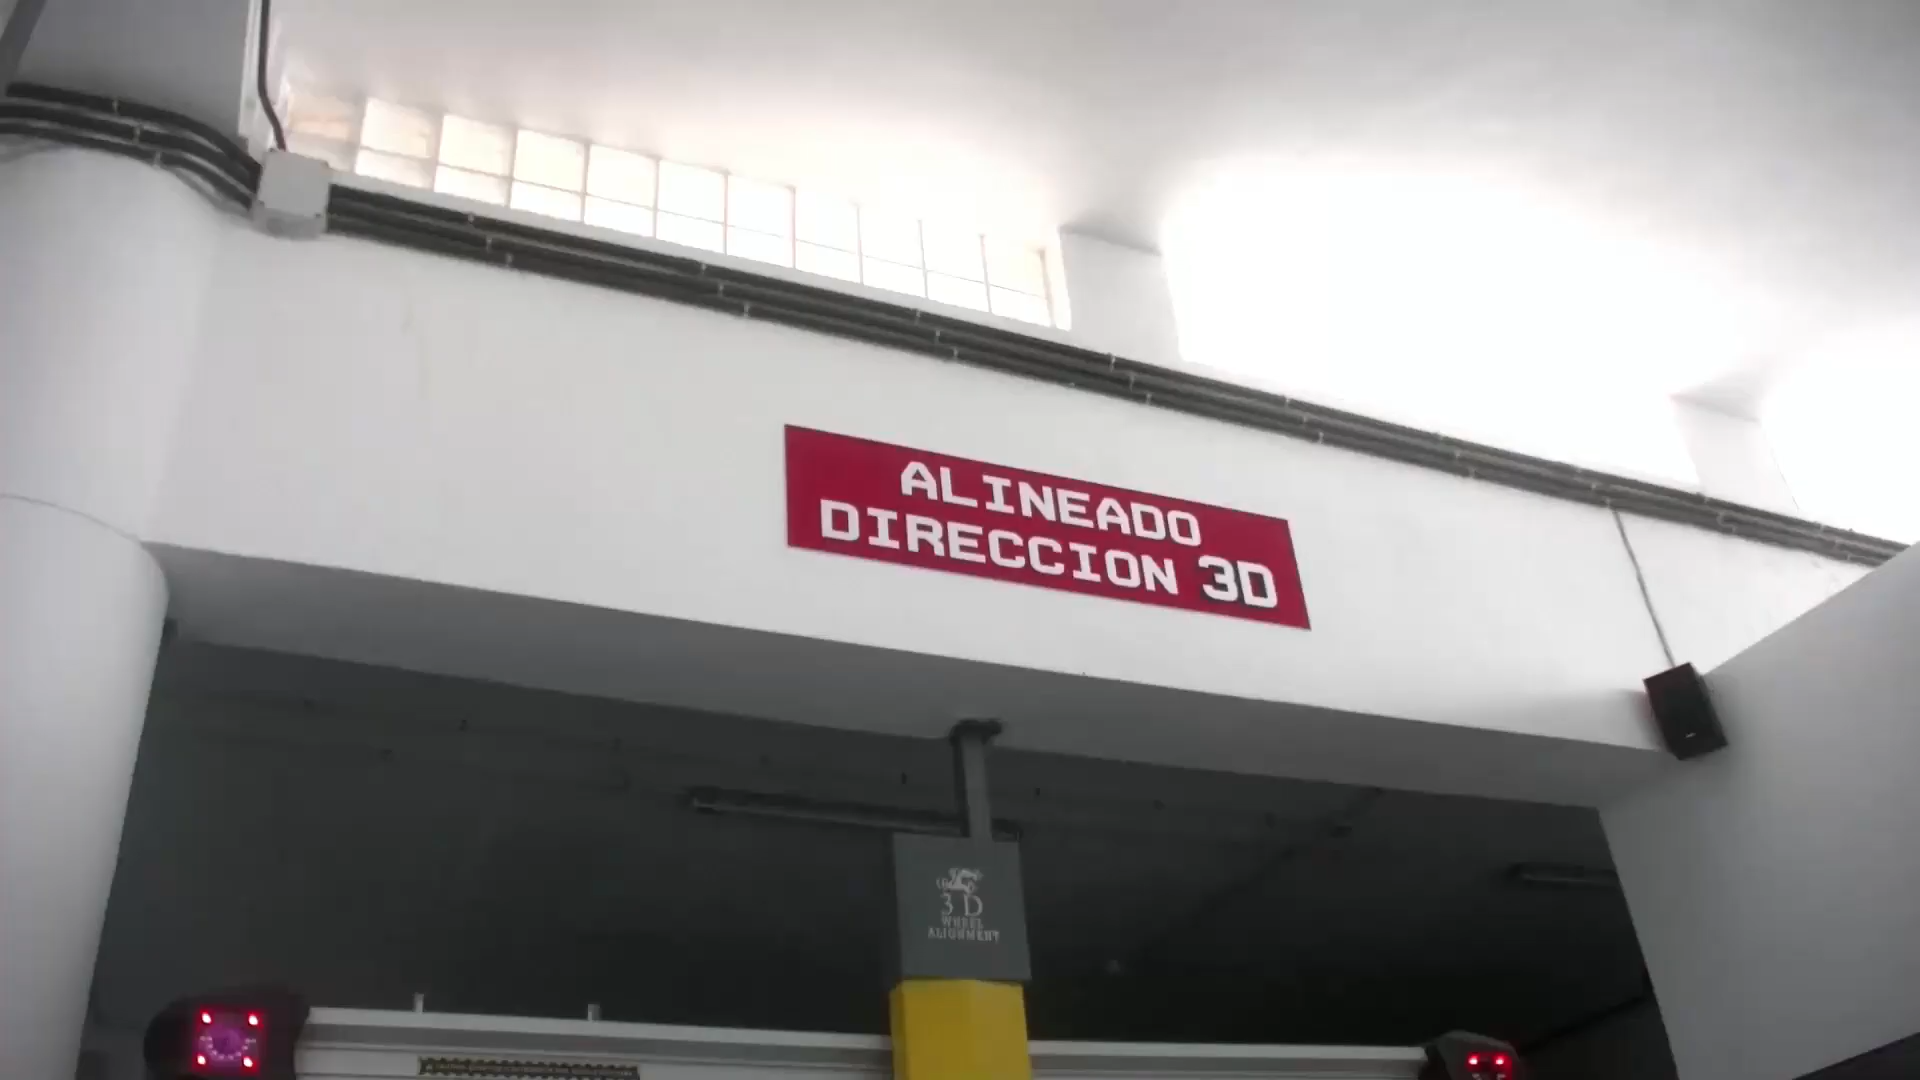 ALINEADO
DIRECCION 3D
3D
WHEEL
ALIGNMENT